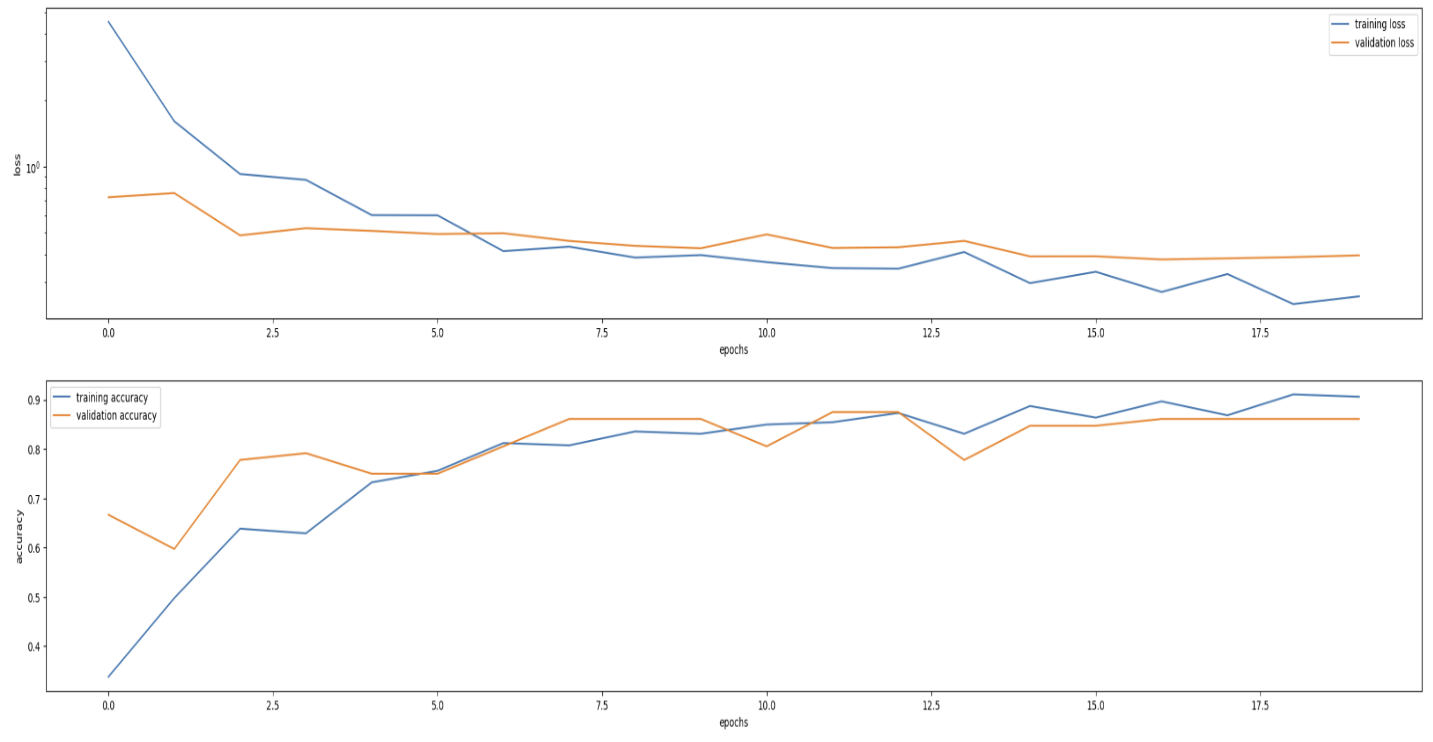 training loss
validation loss
10⁰
loss
0.0 2.5 5.0 7.5 10.0 12.5 15.0 17.5
epochs
training accuracy
validation accuracy
0.9
0.8
0.7
0.6
0.5
0.4
accuracy
0.0 2.5 5.0 7.5 10.0 12.5 15.0 17.5
epochs